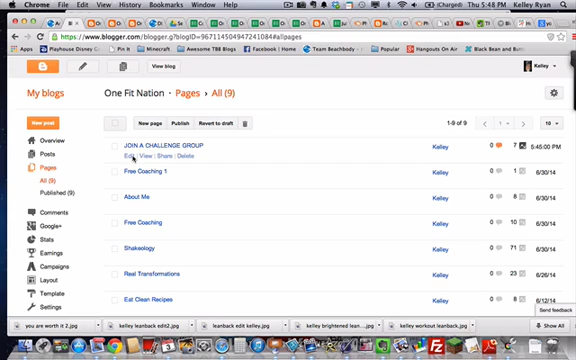 Chrome File Edit View History Bookmarks Window Help
(Charged) Thu 5:48 PM Kelley Ryan
https://www.blogger.com/blogger.g?blogID=9671145047124503268#allpages
Playhouse Disney Pin It Minecraft Awesome TBB Blogs Facebook | Home Team Beachbody Popular Hangouts On Air Black Bean and
View blog
Kelley
My blogs
One Fit Nation · Pages · All (9)
New post
New page Publish Revert to draft
1-9 of 9
1
10
Overview
Posts
Pages
All (9)
Published (9)
Comments
Google+
Stats
Earnings
Campaigns
Layout
Template
Settings
JOIN A CHALLENGE GROUP Kelley 0 7 5:45:00 PM
Edit | View | Share | Delete
Free Coaching 1 Kelley 0 1 6/30/14
About Me Kelley 0 8 6/30/14
Free Coaching Kelley 0 10 6/30/14
Shakeology Kelley 0 71 6/30/14
Real Transformations Kelley 0 23 6/26/14
Eat Clean Recipes Kelley 0 8 6/30/14
Send feedback
you are worth it 2.jpg
kelley leanback edit2.jpg
leanback edit kelley.jpg
kelley brightened lean....jpg
kelley workout leanback.jpg
Show All